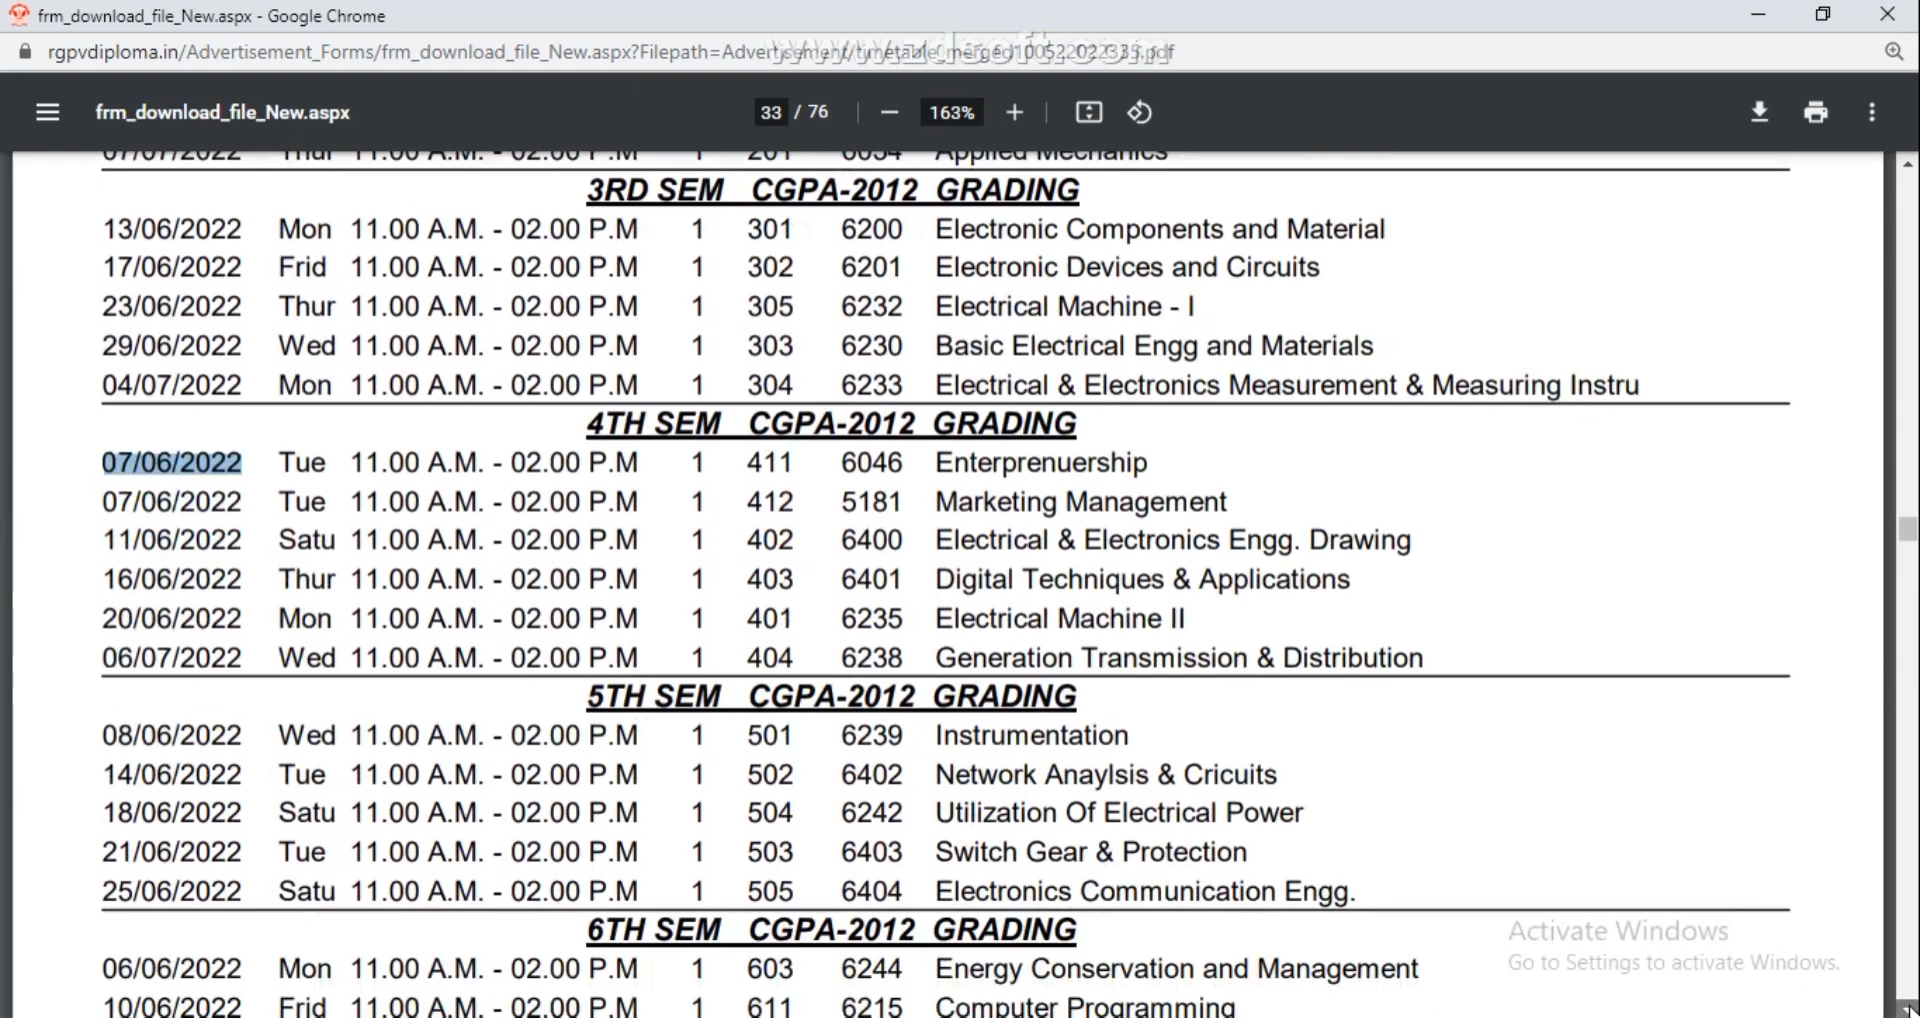 frm_download_file_New.aspx - Google Chrome
rgpvdiploma.in/Advertisement_Forms/frm_download_file_New.aspx?Filepath=Advertisement/timetable_merged100522022335.pdf
www.zdsoft.com
frm_download_file_New.aspx 33 / 76 163%
07/07/2022 Thur 11.00 A.M. - 02.00 P.M 1 201 6034 Applied Mechanics
3RD SEM CGPA-2012 GRADING
13/06/2022 Mon 11.00 A.M. - 02.00 P.M 1 301 6200 Electronic Components and Material
17/06/2022 Frid 11.00 A.M. - 02.00 P.M 1 302 6201 Electronic Devices and Circuits
23/06/2022 Thur 11.00 A.M. - 02.00 P.M 1 305 6232 Electrical Machine - I
29/06/2022 Wed 11.00 A.M. - 02.00 P.M 1 303 6230 Basic Electrical Engg and Materials
04/07/2022 Mon 11.00 A.M. - 02.00 P.M 1 304 6233 Electrical & Electronics Measurement & Measuring Instru
4TH SEM CGPA-2012 GRADING
07/06/2022 Tue 11.00 A.M. - 02.00 P.M 1 411 6046 Enterprenuership
07/06/2022 Tue 11.00 A.M. - 02.00 P.M 1 412 5181 Marketing Management
11/06/2022 Satu 11.00 A.M. - 02.00 P.M 1 402 6400 Electrical & Electronics Engg. Drawing
16/06/2022 Thur 11.00 A.M. - 02.00 P.M 1 403 6401 Digital Techniques & Applications
20/06/2022 Mon 11.00 A.M. - 02.00 P.M 1 401 6235 Electrical Machine II
06/07/2022 Wed 11.00 A.M. - 02.00 P.M 1 404 6238 Generation Transmission & Distribution
5TH SEM CGPA-2012 GRADING
08/06/2022 Wed 11.00 A.M. - 02.00 P.M 1 501 6239 Instrumentation
14/06/2022 Tue 11.00 A.M. - 02.00 P.M 1 502 6402 Network Anaylsis & Cricuits
18/06/2022 Satu 11.00 A.M. - 02.00 P.M 1 504 6242 Utilization Of Electrical Power
21/06/2022 Tue 11.00 A.M. - 02.00 P.M 1 503 6403 Switch Gear & Protection
25/06/2022 Satu 11.00 A.M. - 02.00 P.M 1 505 6404 Electronics Communication Engg.
6TH SEM CGPA-2012 GRADING
06/06/2022 Mon 11.00 A.M. - 02.00 P.M 1 603 6244 Energy Conservation and Management
10/06/2022 Frid 11.00 A.M. - 02.00 P.M 1 611 6215 Computer Programming
Activate Windows
Go to Settings to activate Windows.